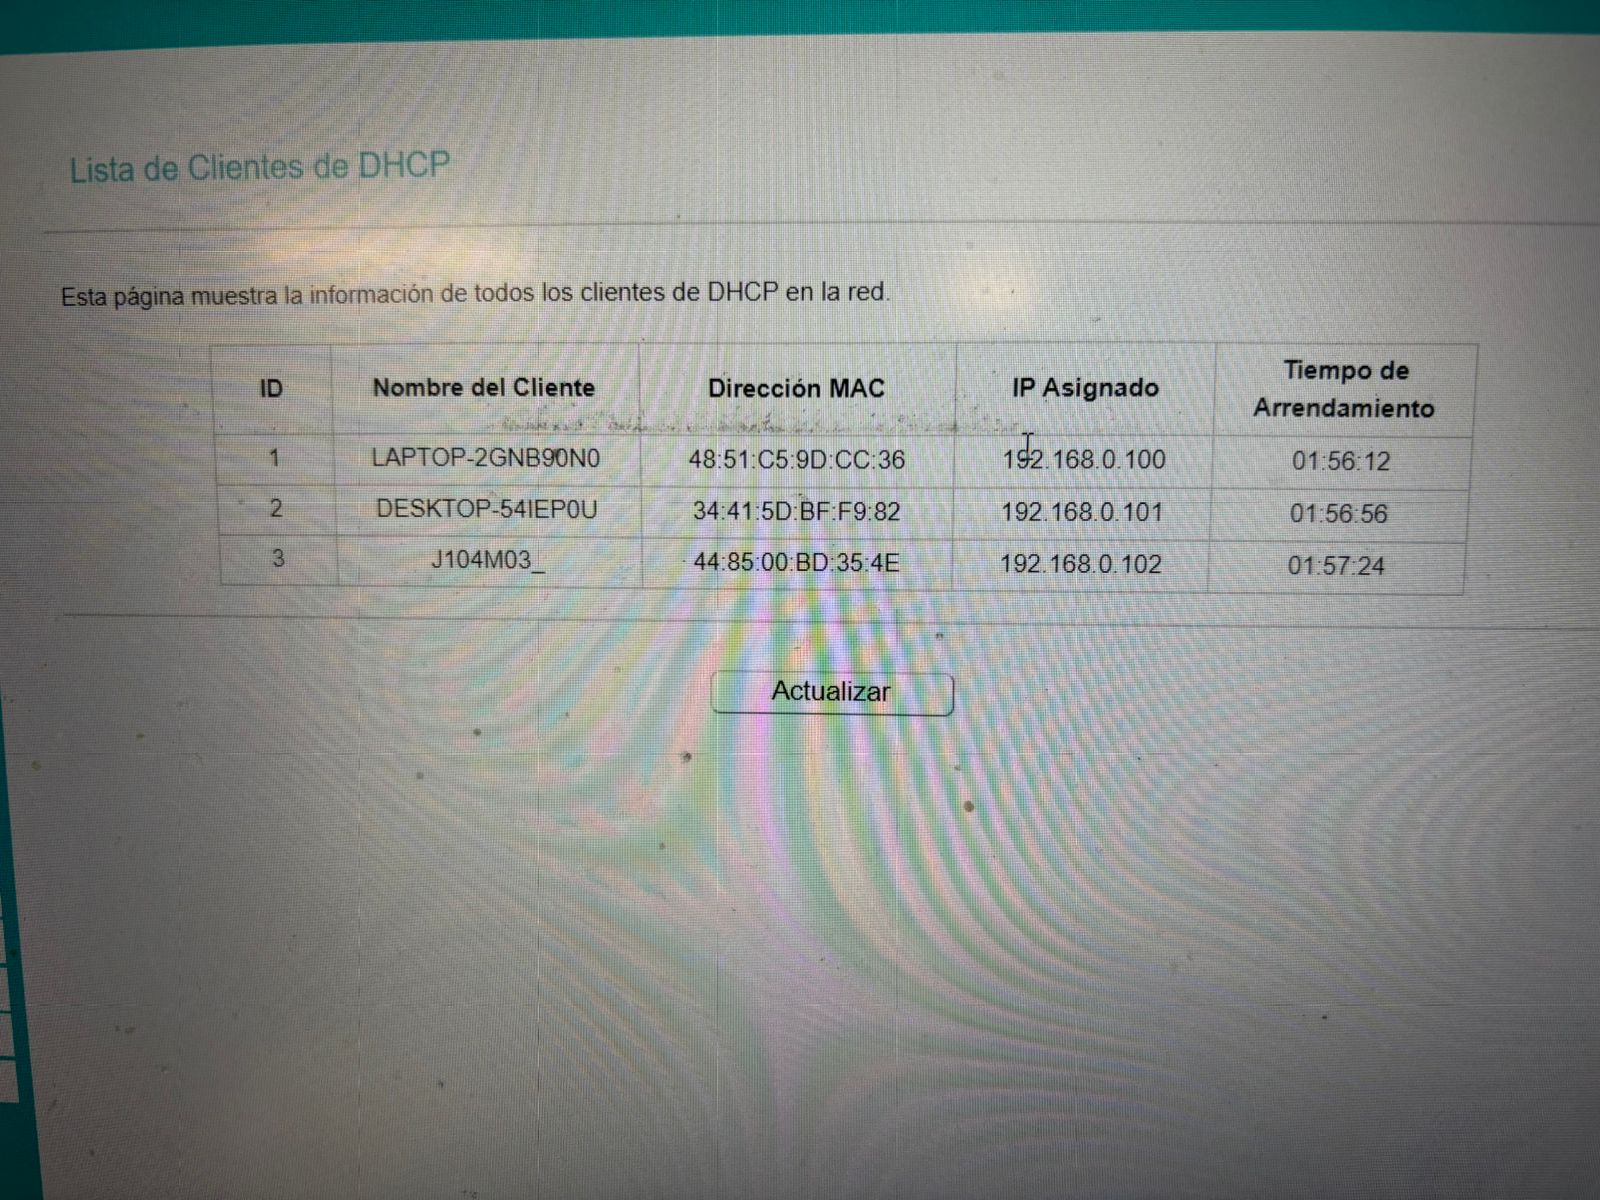 Lista de Clientes de DHCP
Esta página muestra la información de todos los clientes de DHCP en la red.
ID Nombre del Cliente Dirección MAC IP Asignado Tiempo de Arrendamiento
1 LAPTOP-2GNB90N0 48:51:C5:9D:CC:36 192.168.0.100 01:56:12
2 DESKTOP-54IEP0U 34:41:5D:BF:F9:82 192.168.0.101 01:56:56
3 J104M03_ 44:85:00:BD:35:4E 192.168.0.102 01:57:24
Actualizar